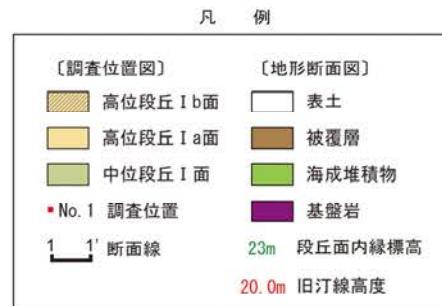 凡 例
〔調査位置図〕
高位段丘Ⅰb面
高位段丘Ⅰa面
中位段丘Ⅰ面
No.1 調査位置
1 1' 断面線
〔地形断面図〕
表土
被覆層
海成堆積物
基盤岩
23m 段丘面内縁標高
20.0m 旧汀線高度